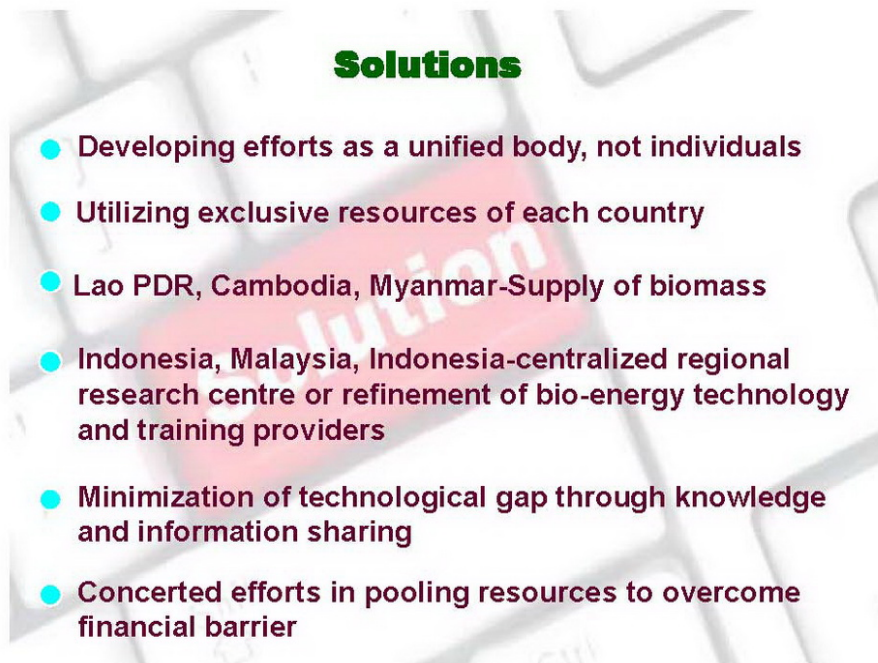 Solutions
Developing efforts as a unified body, not individuals
Utilizing exclusive resources of each country
Lao PDR, Cambodia, Myanmar-Supply of biomass
Indonesia, Malaysia, Indonesia-centralized regional
research centre or refinement of bio-energy technology
and training providers
Minimization of technological gap through knowledge
and information sharing
Concerted efforts in pooling resources to overcome
financial barrier
Solution
Ctrl